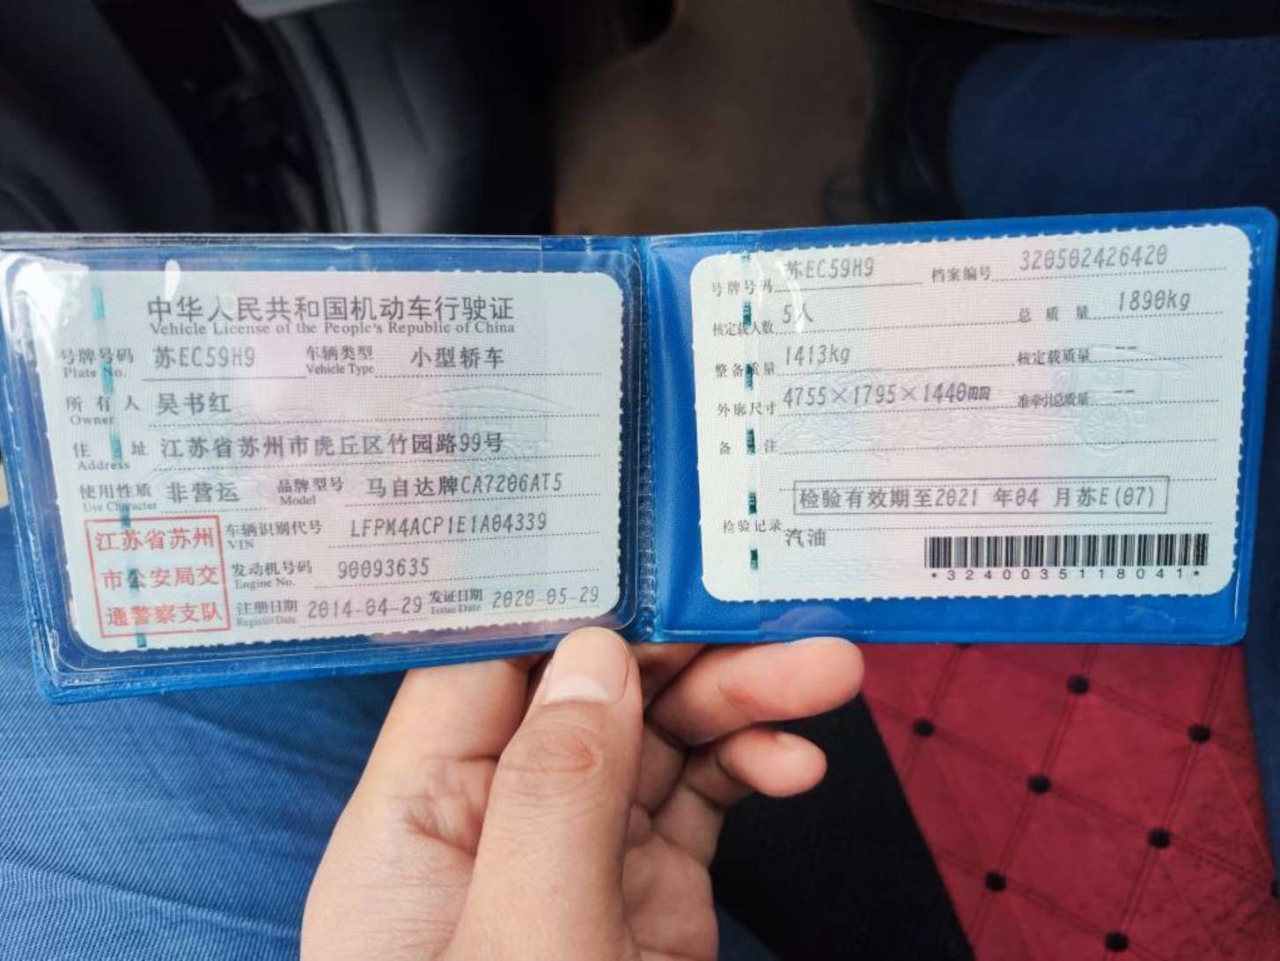 中华人民共和国机动车行驶证
Vehicle License of the People's Republic of China
号牌号码 苏EC59H9 车辆类型 小型轿车
Plate No. Vehicle Type
所有人 吴书红
Owner
住址 江苏省苏州市虎丘区竹园路99号
Address
使用性质 非营运 品牌型号 马自达牌CA7206AT5
Use Character Model
江苏省苏州
市公安局交
通警察支队
车辆识别代号 LFPM4ACP1E1A04339
VIN
发动机号码 90093635
Engine No.
注册日期 2014-04-29 发证日期 2020-05-29
Register Date Issue Date
号牌号码 苏EC59H9 档案编号 320502426420
核定载人数 5人 总质量 1890kg
整备质量 1413kg 核定载质量 --
外廓尺寸 4755×1795×1440mm 准牵引总质量 --
备注
检验有效期至2021 年04 月苏E(07)
检验记录
汽油
*3240035118041*